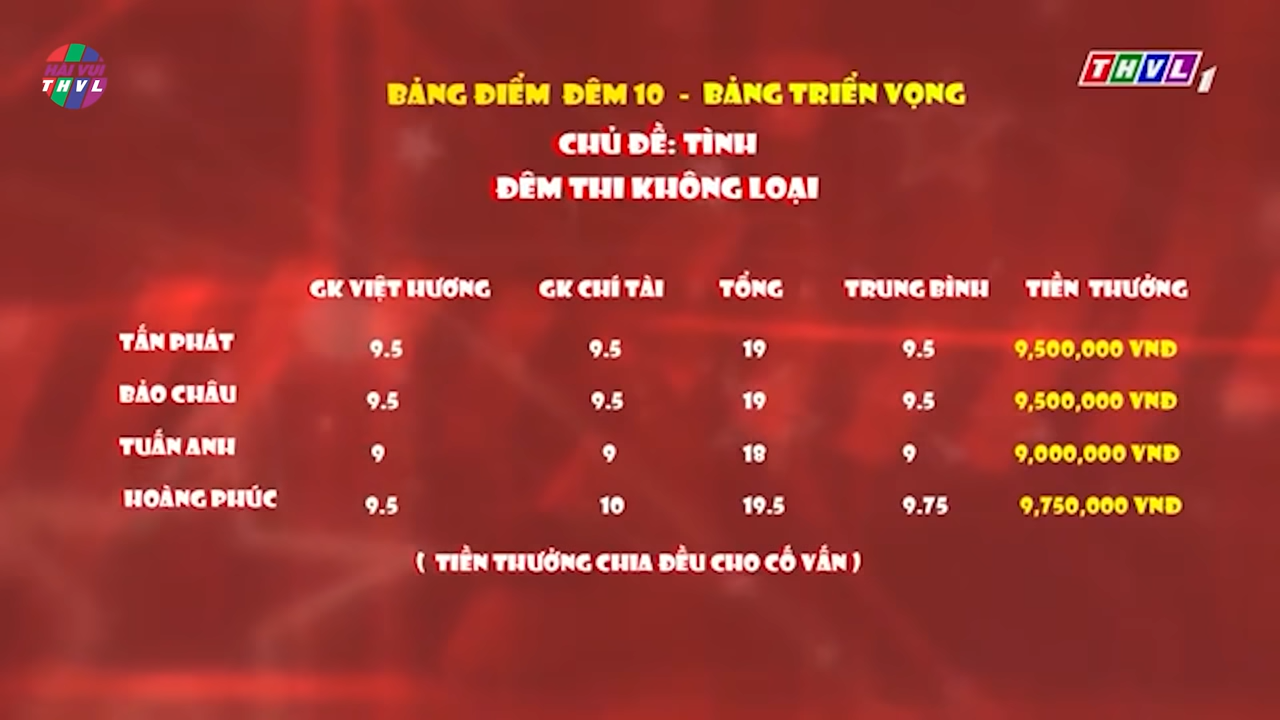 HÀI VUI
THVL
THVL1
BẢNG ĐIỂM ĐÊM 10 - BẢNG TRIỂN VỌNG
CHỦ ĐỀ: TÌNH
ĐÊM THI KHÔNG LOẠI
GK VIỆT HƯƠNG GK CHÍ TÀI TỔNG TRUNG BÌNH TIỀN THƯỞNG
TẤN PHÁT 9.5 9.5 19 9.5 9,500,000 VND
BẢO CHÂU 9.5 9.5 19 9.5 9,500,000 VND
TUẤN ANH 9 9 18 9 9,000,000 VND
HOÀNG PHÚC 9.5 10 19.5 9.75 9,750,000 VND
( TIỀN THƯỞNG CHIA ĐỀU CHO CỐ VẤN )